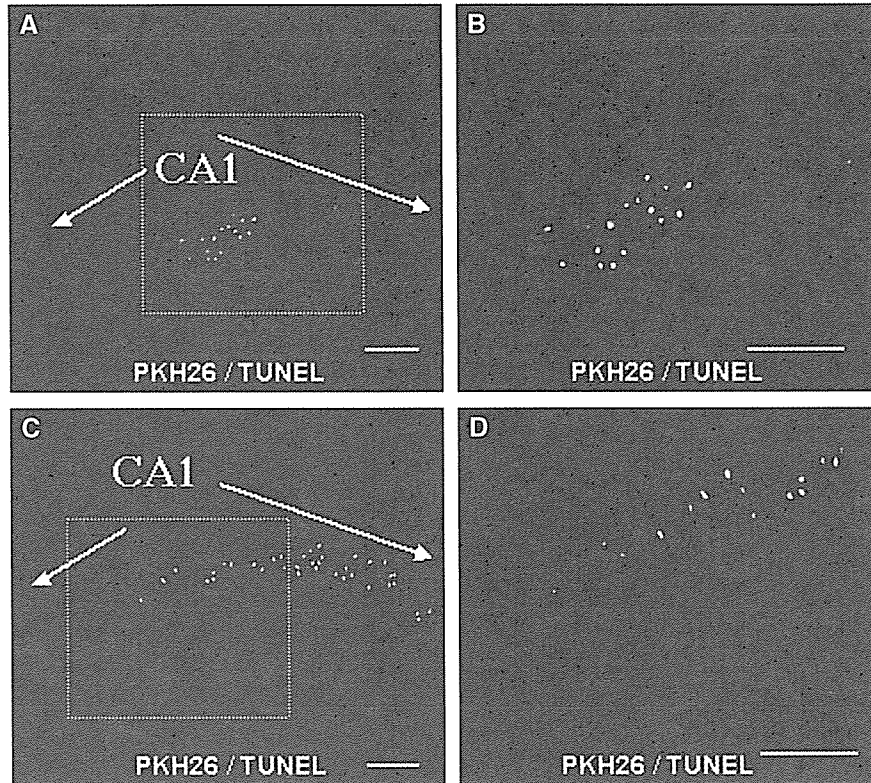 A
CA1
PKH26 / TUNEL
B
PKH26 / TUNEL
C
CA1
PKH26 / TUNEL
D
PKH26 / TUNEL